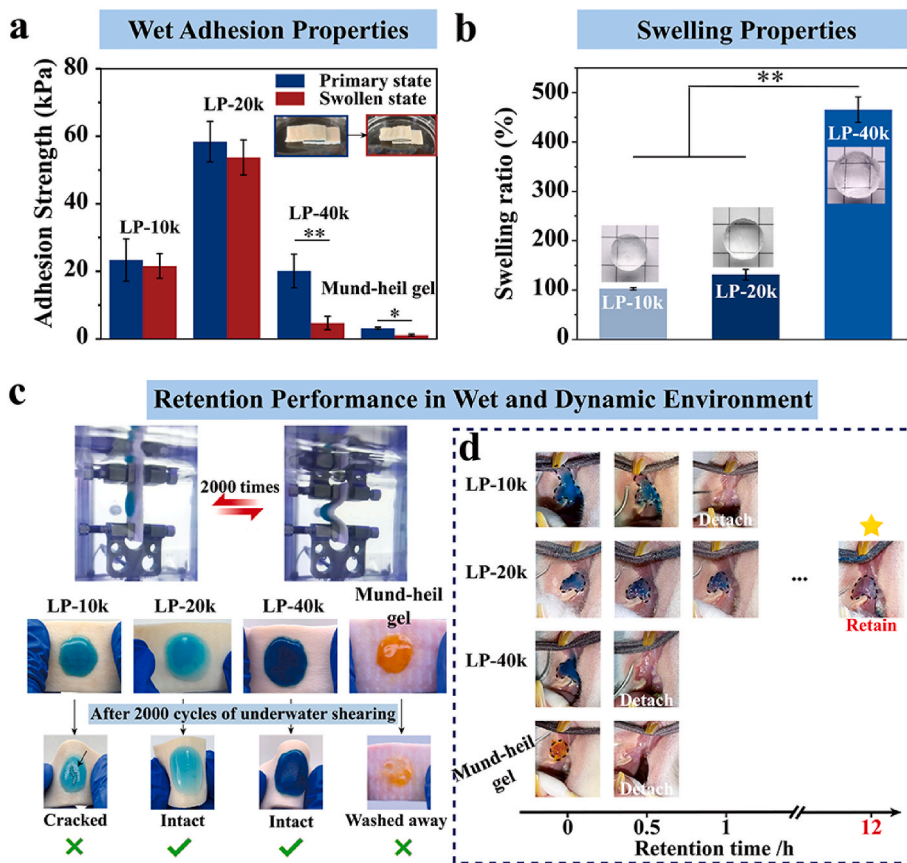 a
Wet Adhesion Properties
Adhesion Strength (kPa)
80
60
40
20
0
Primary state
Swollen state
LP-10k
LP-20k
LP-40k
**
Mund-heil gel
*
b
Swelling Properties
Swelling ratio (%)
500
450
400
350
300
250
200
150
100
0
**
LP-10k
LP-20k
LP-40k
c
Retention Performance in Wet and Dynamic Environment
2000 times
LP-10k
LP-20k
LP-40k
Mund-heil
gel
After 2000 cycles of underwater shearing
Cracked
Intact
Intact
Washed away
d
LP-10k
Detach
LP-20k
...
Retain
LP-40k
Detach
Mund-heil
gel
Detach
0
0.5
1
12
Retention time /h